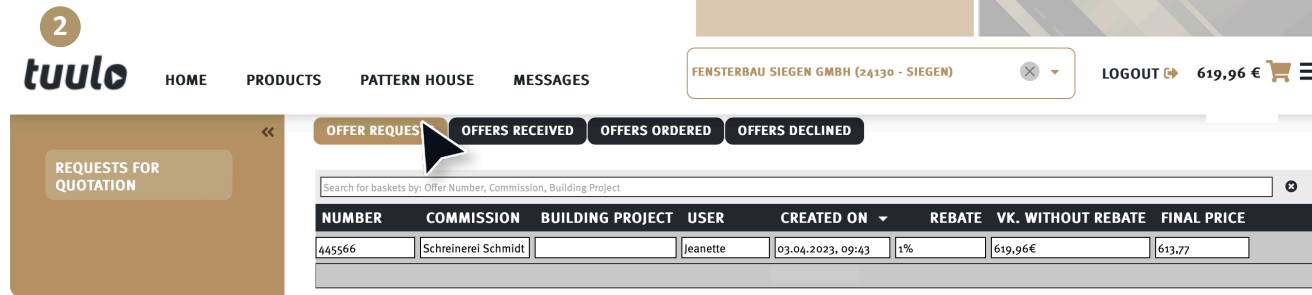 2
tuulo
HOME PRODUCTS PATTERN HOUSE MESSAGES
FENSTERBAU SIEGEN GMBH (24130 - SIEGEN)
LOGOUT 619,96 €
REQUESTS FOR
QUOTATION
OFFER REQUES OFFERS RECEIVED OFFERS ORDERED OFFERS DECLINED
Search for baskets by: Offer Number, Commission, Building Project
NUMBER COMMISSION BUILDING PROJECT USER CREATED ON REBATE VK. WITHOUT REBATE FINAL PRICE
445566 Schreinerei Schmidt Jeanette 03.04.2023, 09:43 1% 619,96€ 613,77